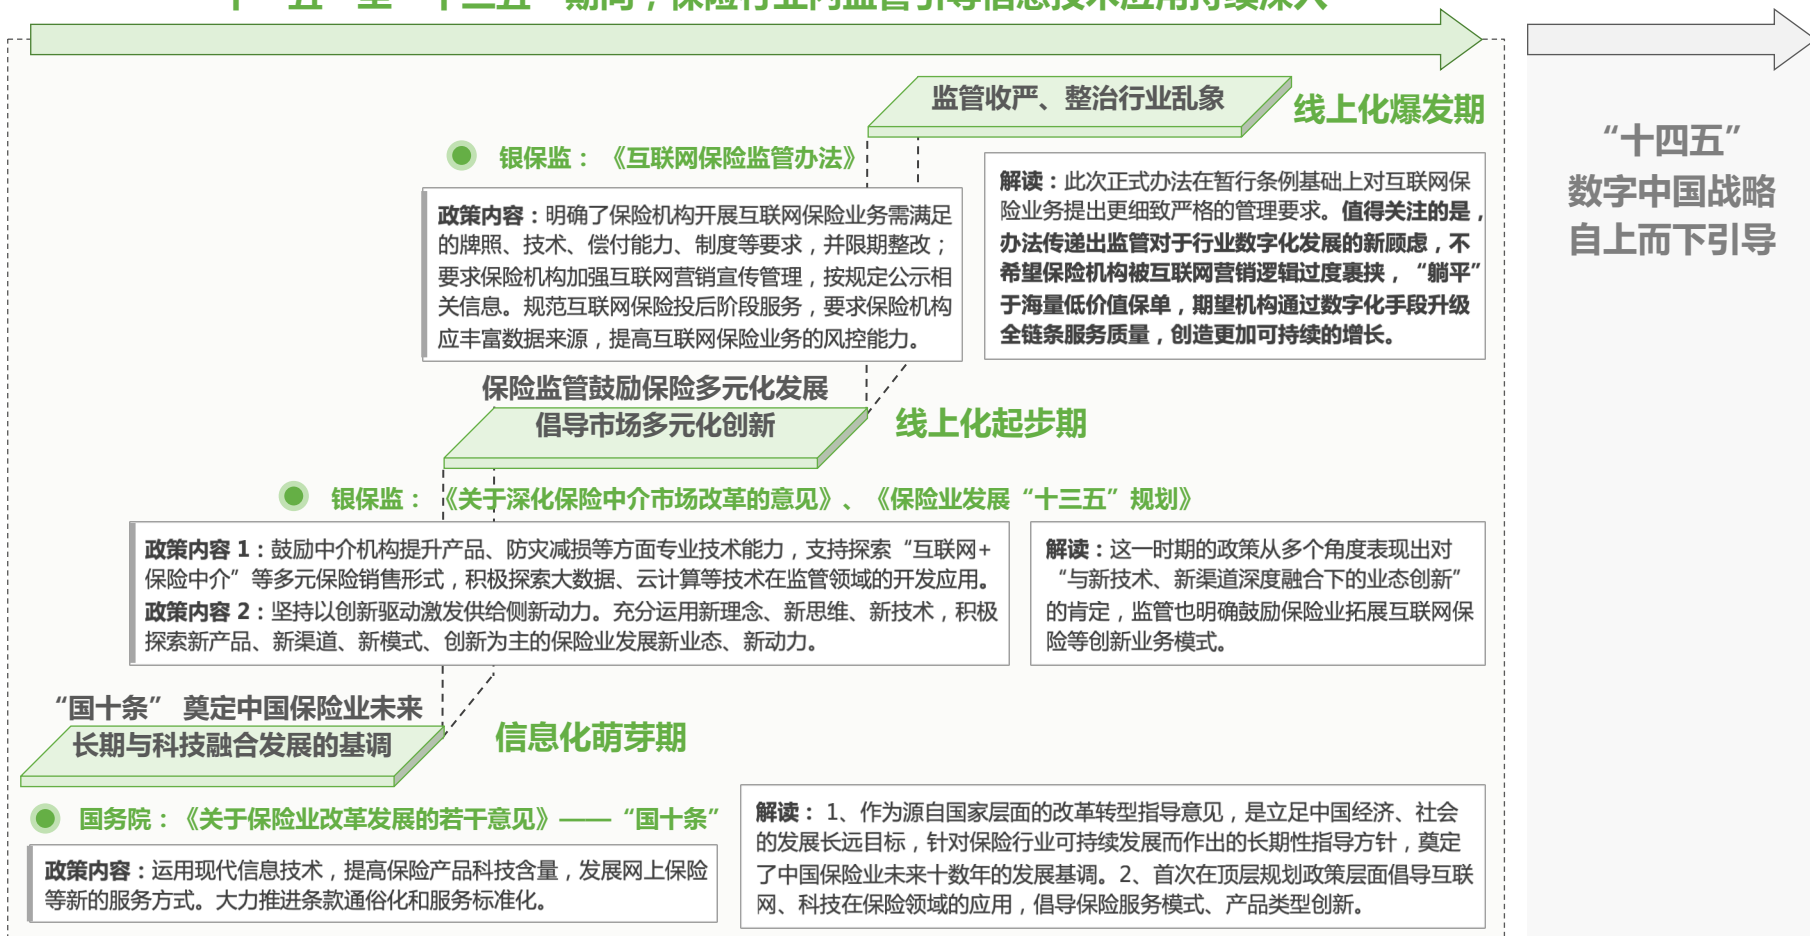 监管收严、整治行业乱象
线上化爆发期
银保监：《互联网保险监管办法》
政策内容：明确了保险机构开展互联网保险业务需满足
的牌照、技术、偿付能力、制度等要求，并限期整改；
要求保险机构加强互联网营销宣传管理，按规定公示相
关信息。规范互联网保险投后阶段服务，要求保险机构
应丰富数据来源，提高互联网保险业务的风控能力。
解读：此次正式办法在暂行条例基础上对互联网保
险业务提出更细致严格的管理要求。值得关注的是，
办法传递出监管对于行业数字化发展的新顾虑，不
希望保险机构被互联网营销逻辑过度裹挟，“躺平”
于海量低价值保单，期望机构通过数字化手段升级
全链条服务质量，创造更加可持续的增长。
保险监管鼓励保险多元化发展
倡导市场多元化创新
线上化起步期
银保监：《关于深化保险中介市场改革的意见》、《保险业发展“十三五”规划》
政策内容 1：鼓励中介机构提升产品、防灾减损等方面专业技术能力，支持探索“互联网+
保险中介”等多元保险销售形式，积极探索大数据、云计算等技术在监管领域的开发应用。
政策内容 2：坚持以创新驱动激发供给侧新动力。充分运用新理念、新思维、新技术，积极
探索新产品、新渠道、新模式、创新为主的保险业发展新业态、新动力。
解读：这一时期的政策从多个角度表现出对
“与新技术、新渠道深度融合下的业态创新”
的肯定，监管也明确鼓励保险业拓展互联网保
险等创新业务模式。
“国十条” 奠定中国保险业未来
长期与科技融合发展的基调
信息化萌芽期
国务院：《关于保险业改革发展的若干意见》——“国十条”
政策内容：运用现代信息技术，提高保险产品科技含量，发展网上保险
等新的服务方式。大力推进条款通俗化和服务标准化。
解读： 1、作为源自国家层面的改革转型指导意见，是立足中国经济、社会
的发展长远目标，针对保险行业可持续发展而作出的长期性指导方针，奠定
了中国保险业未来十数年的发展基调。2、首次在顶层规划政策层面倡导互联
网、科技在保险领域的应用，倡导保险服务模式、产品类型创新。
“十四五”
数字中国战略
自上而下引导